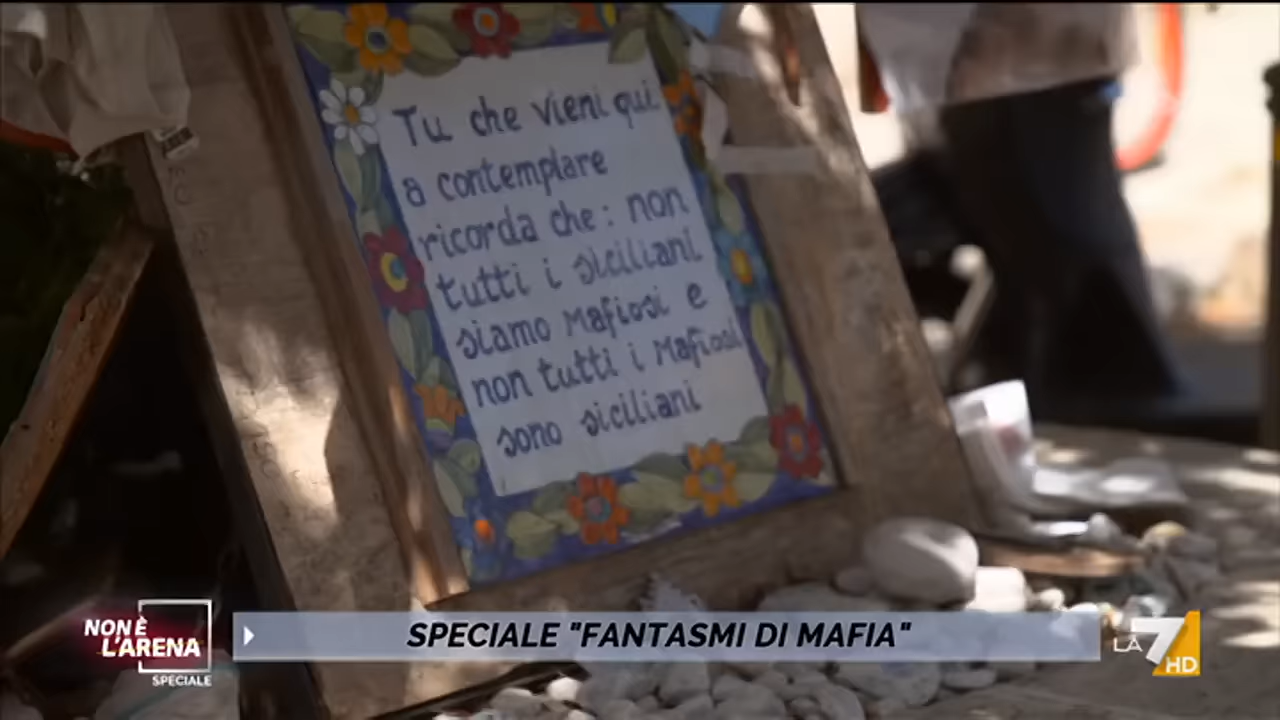 Tu che vieni qui
a contemplare
ricorda che: non
tutti i siciliani
siamo Mafiosi e
non tutti i Mafiosi
sono siciliani
SPECIALE "FANTASMI DI MAFIA"
NON È
L'ARENA
SPECIALE
LA7
HD